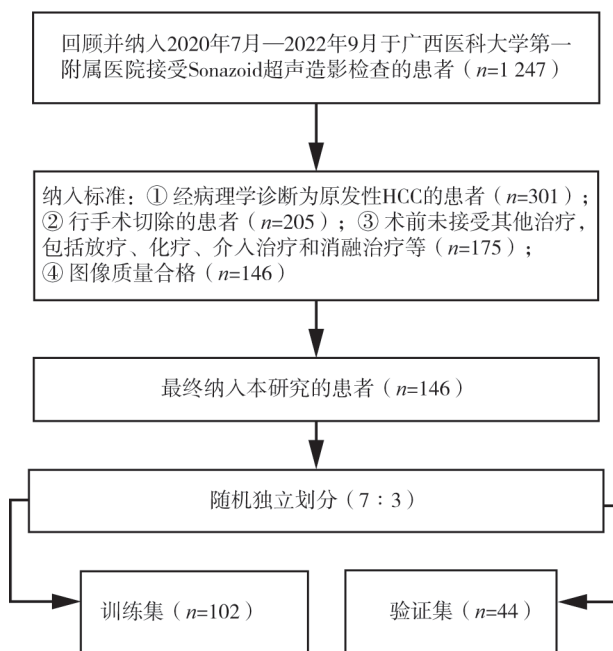 回顾并纳入2020年7月—2022年9月于广西医科大学第一
附属医院接受Sonazoid超声造影检查的患者（n=1 247）
纳入标准：① 经病理学诊断为原发性HCC的患者（n=301）；
② 行手术切除的患者（n=205）；③ 术前未接受其他治疗，
包括放疗、化疗、介入治疗和消融治疗等（n=175）；
④ 图像质量合格（n=146）
最终纳入本研究的患者（n=146）
随机独立划分（7：3）
训练集（n=102）
验证集（n=44）